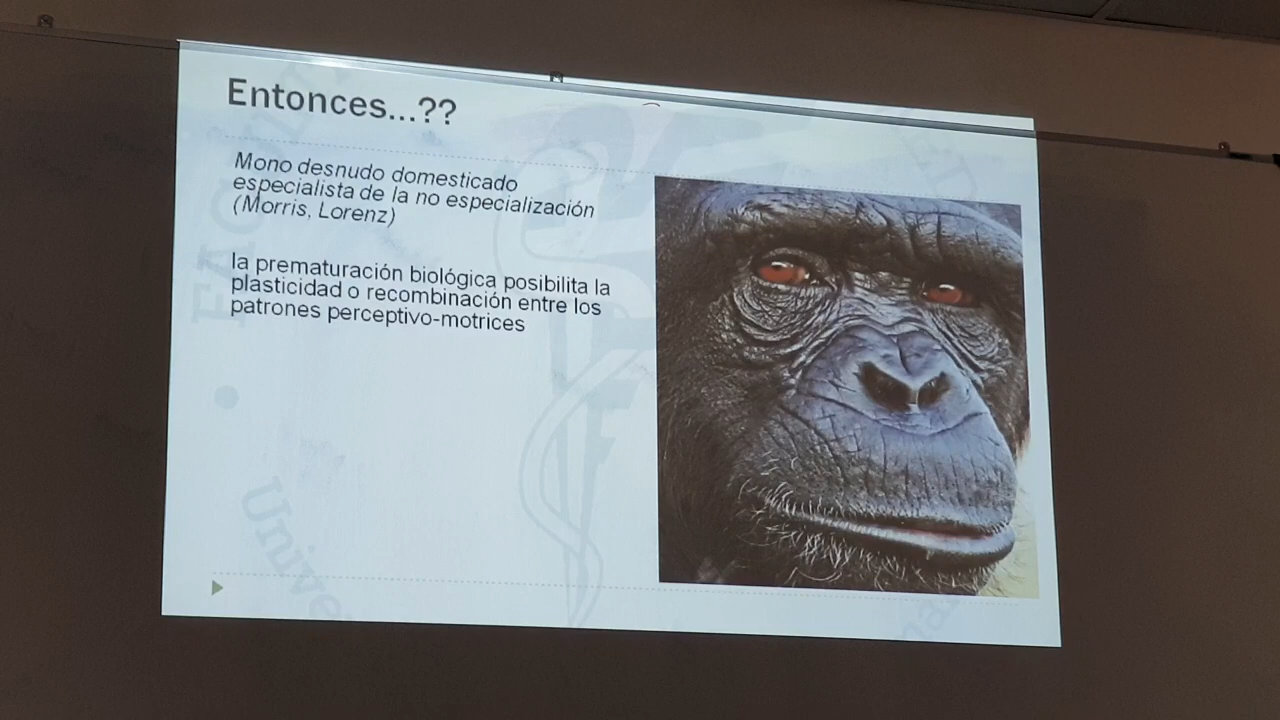 Entonces...??
Mono desnudo domesticado
especialista de la no especialización
(Morris, Lorenz)
la prematuración biológica posibilita la
plasticidad o recombinación entre los
patrones perceptivo-motrices